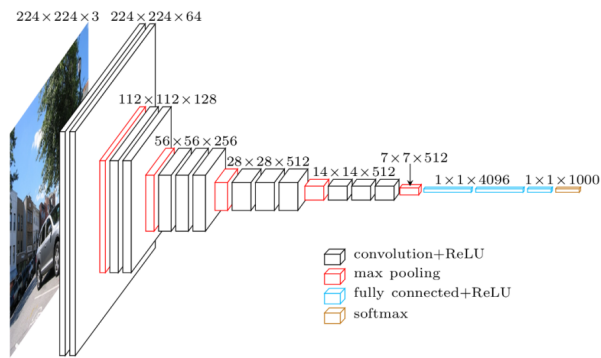 224×224×3
224×224×64
112×112×128
56×56×256
28×28×512
14×14×512
7×7×512
1×1×4096
1×1×1000
convolution+ReLU
max pooling
fully connected+ReLU
softmax